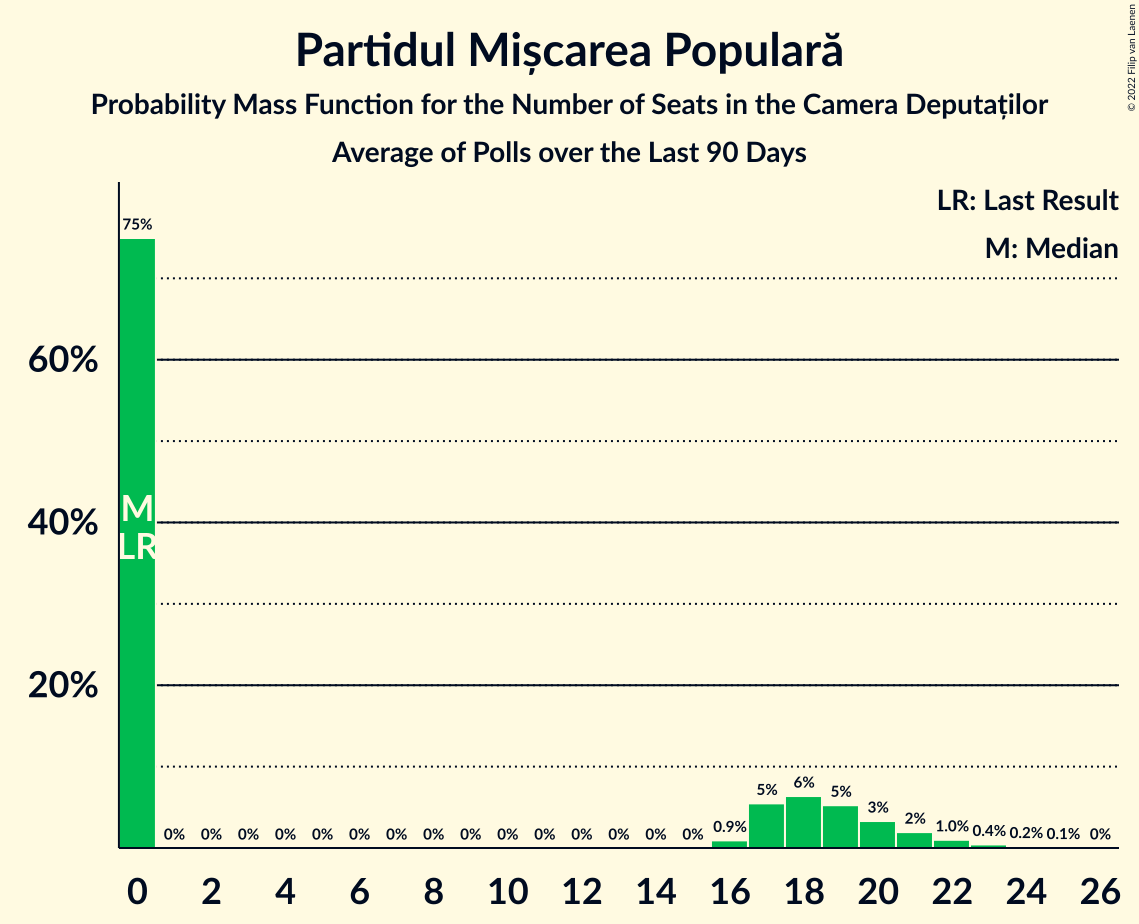 Partidul Mișcarea Populară
Probability Mass Function for the Number of Seats in the Camera Deputaților
Average of Polls over the Last 90 Days
© 2022 Filip van Laenen
LR: Last Result
M: Median
75%
60%
40%
20%
M
LR
0% 0% 0% 0% 0% 0% 0% 0% 0% 0% 0% 0% 0% 0% 0% 0.9% 5% 6% 5% 3% 2% 1.0% 0.4% 0.2% 0.1% 0%
0 2 4 6 8 10 12 14 16 18 20 22 24 26